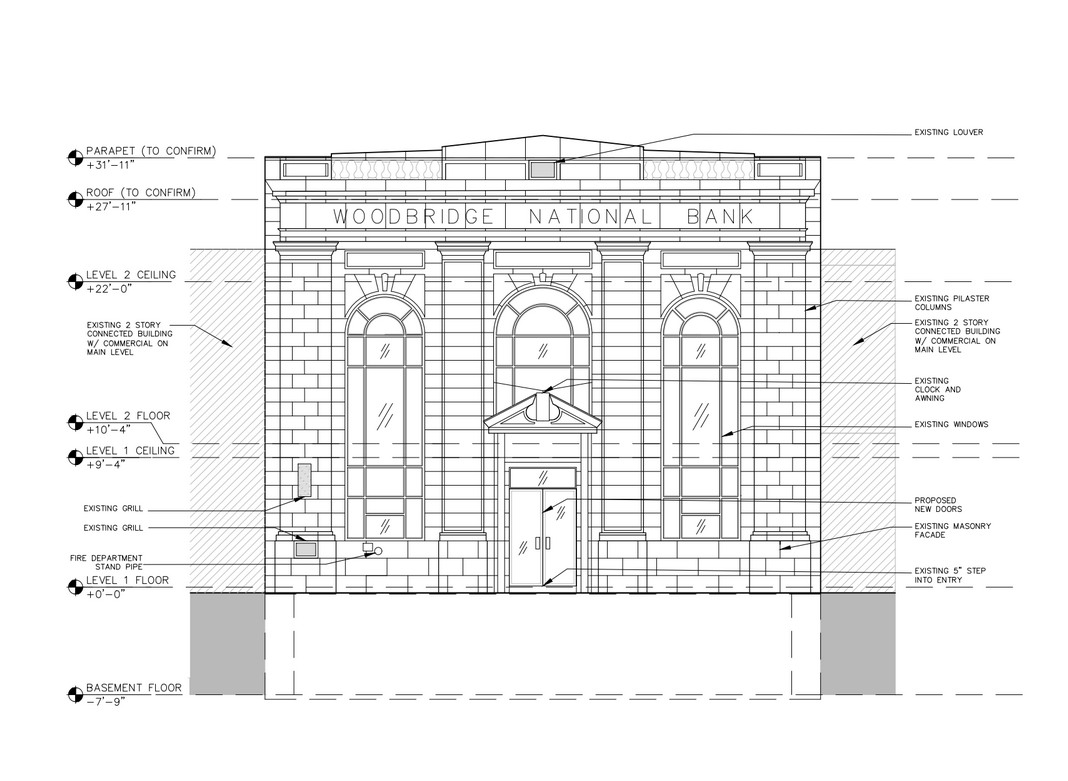 EXISTING LOUVER
PARAPET (TO CONFIRM)
+31'-11"
ROOF (TO CONFIRM)
+27'-11"
WOODBRIDGE NATIONAL BANK
LEVEL 2 CEILING
+22'-0"
EXISTING PILASTER
COLUMNS
EXISTING 2 STORY
CONNECTED BUILDING
W/ COMMERCIAL ON
MAIN LEVEL
EXISTING 2 STORY
CONNECTED BUILDING
W/ COMMERCIAL ON
MAIN LEVEL
EXISTING
CLOCK AND
AWNING
LEVEL 2 FLOOR
+10'-4"
EXISTING WINDOWS
LEVEL 1 CEILING
+9'-4"
EXISTING GRILL
PROPOSED
NEW DOORS
EXISTING GRILL
EXISTING MASONRY
FACADE
FIRE DEPARTMENT
STAND PIPE
EXISTING 5" STEP
INTO ENTRY
LEVEL 1 FLOOR
+0'-0"
BASEMENT FLOOR
-7'-9"